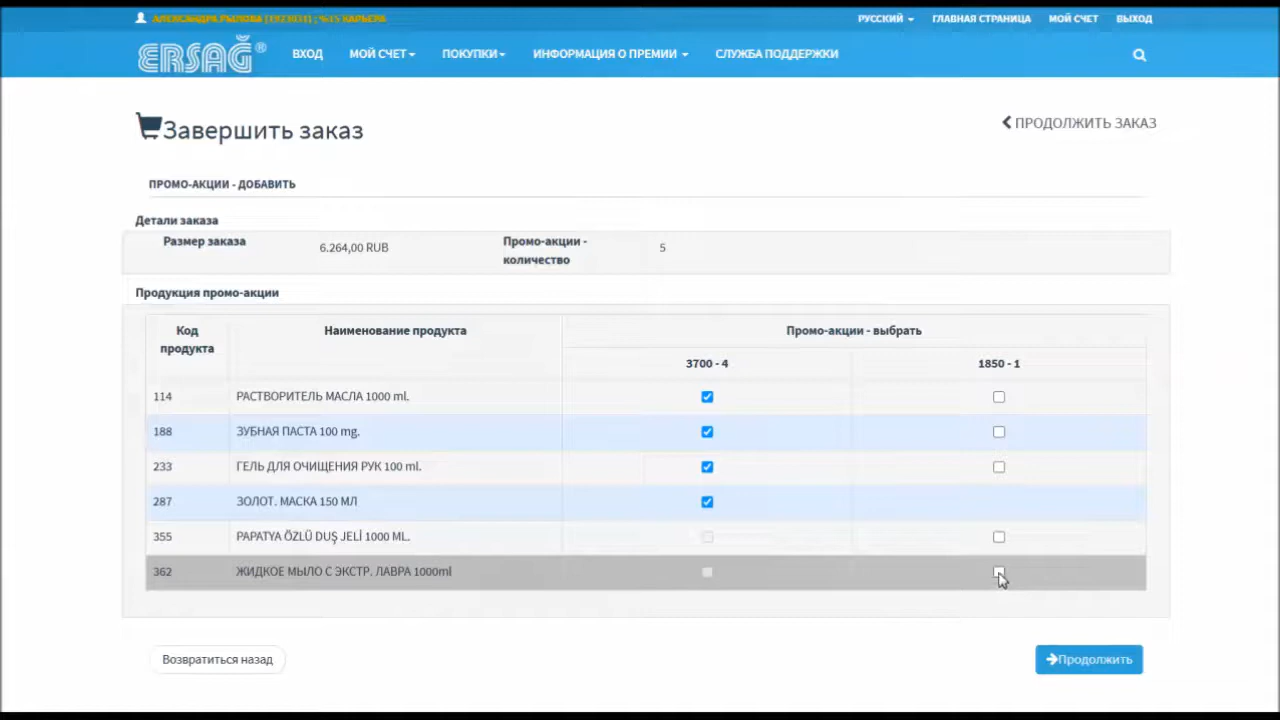 РУССКИЙ ГЛАВНАЯ СТРАНИЦА МОЙ СЧЕТ ВЫХОД
ERSAĞ® ВХОД МОЙ СЧЕТ ПОКУПКИ ИНФОРМАЦИЯ О ПРЕМИИ СЛУЖБА ПОДДЕРЖКИ
Завершить заказ ПРОДОЛЖИТЬ ЗАКАЗ
ПРОМО-АКЦИИ - ДОБАВИТЬ
Детали заказа
Размер заказа 6.264,00 RUB Промо-акции - количество 5
Продукция промо-акции
Код продукта Наименование продукта Промо-акции - выбрать
3700 - 4 1850 - 1
114 РАСТВОРИТЕЛЬ МАСЛА 1000 ml.
188 ЗУБНАЯ ПАСТА 100 mg.
233 ГЕЛЬ ДЛЯ ОЧИЩЕНИЯ РУК 100 ml.
287 ЗОЛОТ. МАСКА 150 МЛ
355 PAPATYA ÖZLÜ DUŞ JELİ 1000 ML.
362 ЖИДКОЕ МЫЛО С ЭКСТР. ЛАВРА 1000ml
Возвратиться назад Продолжить